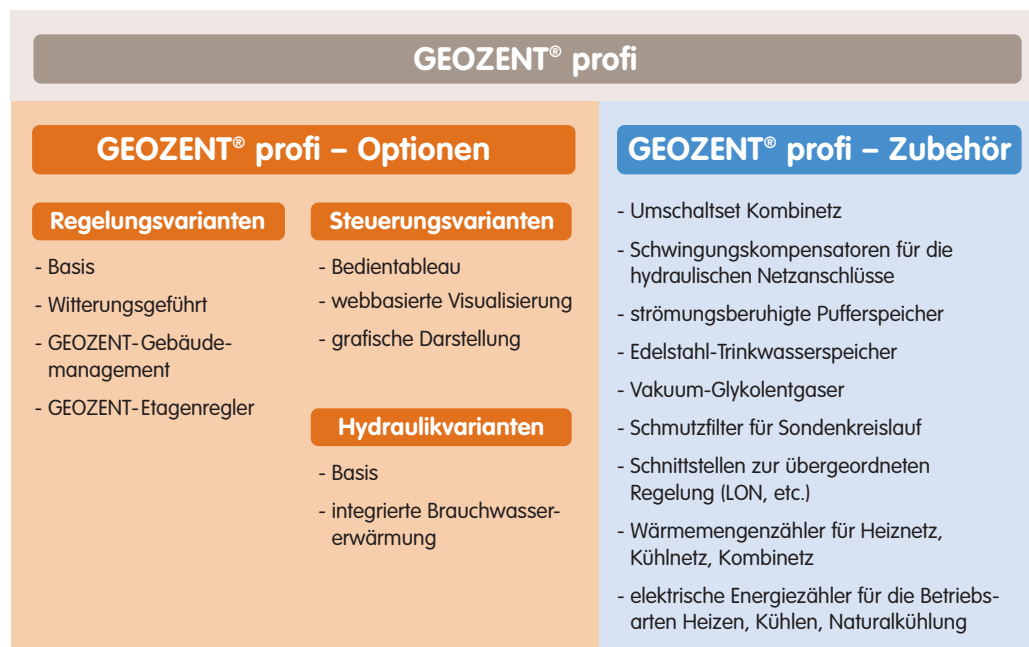 GEOZENT® profi
GEOZENT® profi – Optionen
Regelungsvarianten
- Basis
- Witterungsgeführt
- GEOZENT-Gebäude-
management
- GEOZENT-Etagenregler
Steuerungsvarianten
- Bedientableau
- webbasierte Visualisierung
- grafische Darstellung
Hydraulikvarianten
- Basis
- integrierte Brauchwasser-
erwärmung
GEOZENT® profi – Zubehör
- Umschaltset Kombinetz
- Schwingungskompensatoren für die
hydraulischen Netzanschlüsse
- strömungsberuhigte Pufferspeicher
- Edelstahl-Trinkwasserspeicher
- Vakuum-Glykolentgaser
- Schmutzfilter für Sondenkreislauf
- Schnittstellen zur übergeordneten
Regelung (LON, etc.)
- Wärmemengenzähler für Heiznetz,
Kühlnetz, Kombinetz
- elektrische Energiezähler für die Betriebs-
arten Heizen, Kühlen, Naturalkühlung